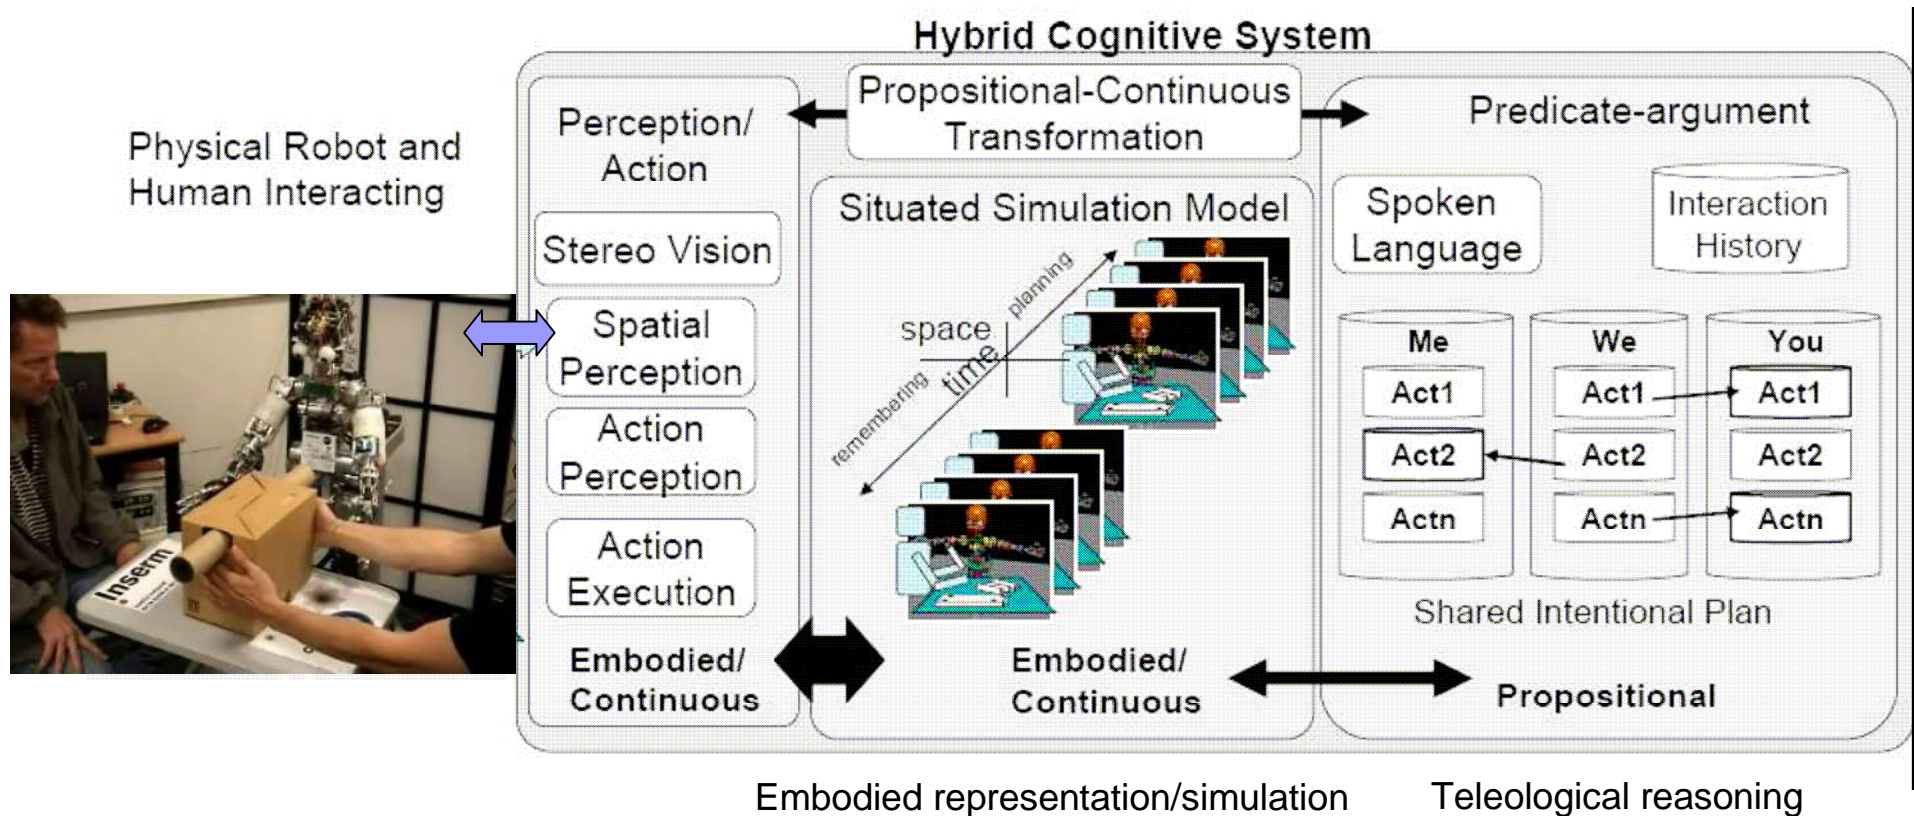 Hybrid Cognitive System
Physical Robot and
Human Interacting
Inserm
Perception/
Action
Stereo Vision
Spatial
Perception
Action
Perception
Action
Execution
Embodied/
Continuous
Propositional-Continuous
Transformation
Situated Simulation Model
planning
space
time
remembering
Embodied/
Continuous
Predicate-argument
Spoken
Language
Interaction
History
Me We You
Act1 Act1 Act1
Act2 Act2 Act2
Actn Actn Actn
Shared Intentional Plan
Propositional
Embodied representation/simulation
Teleological reasoning